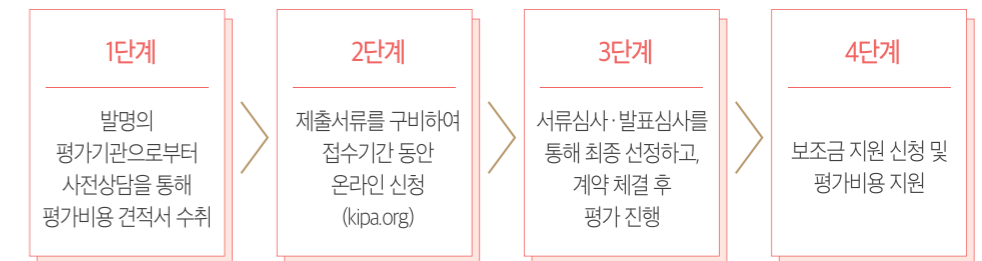 1단계
발명의
평가기관으로부터
사전상담을 통해
평가비용 견적서 수취
2단계
제출서류를 구비하여
접수기간 동안
온라인 신청
(kipa.org)
3단계
서류심사·발표심사를
통해 최종 선정하고,
계약 체결 후
평가 진행
4단계
보조금 지원 신청 및
평가비용 지원